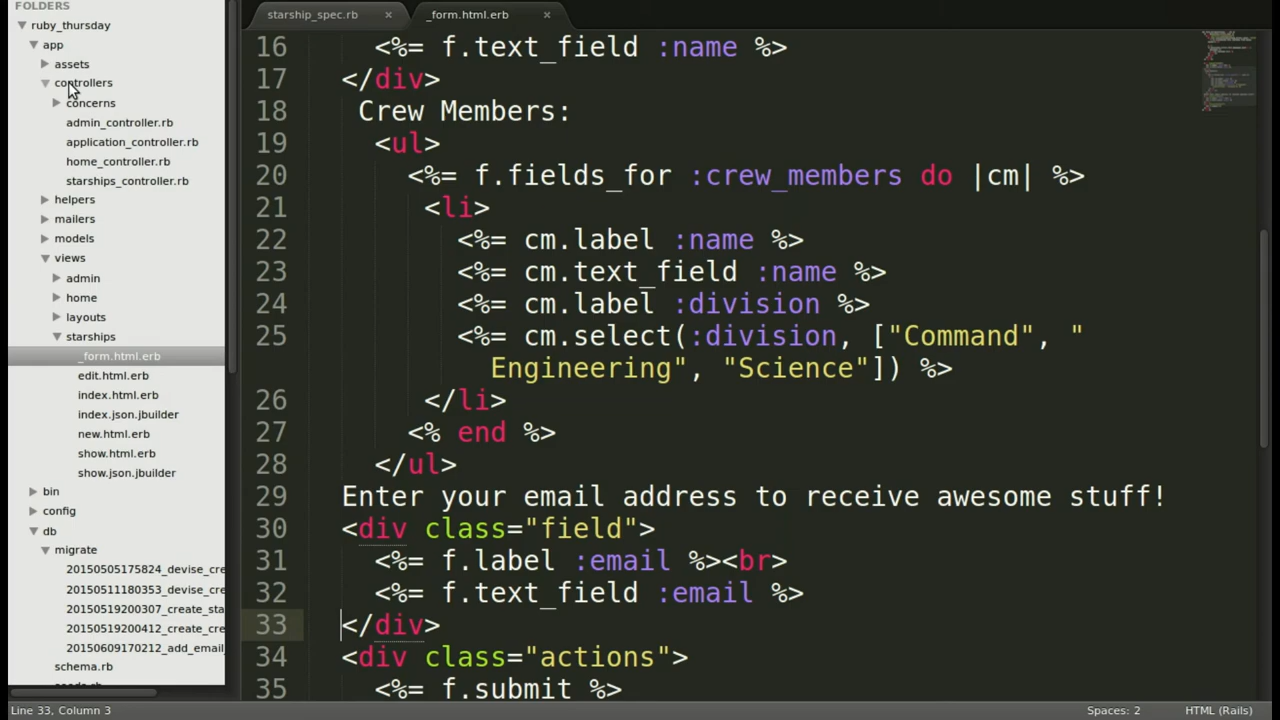 FOLDERS
ruby_thursday
app
assets
controllers
concerns
admin_controller.rb
application_controller.rb
home_controller.rb
starships_controller.rb
helpers
mailers
models
views
admin
home
layouts
starships
_form.html.erb
edit.html.erb
index.html.erb
index.json.jbuilder
new.html.erb
show.html.erb
show.json.jbuilder
bin
config
db
migrate
20150505175824_devise_cre
20150511180353_devise_cre
20150519200307_create_sta
20150519200412_create_cre
20150609170212_add_email_
schema.rb
starship_spec.rb ×
_form.html.erb ×
16 <%= f.text_field :name %>
17 </div>
18 Crew Members:
19 <ul>
20 <%= f.fields_for :crew_members do |cm| %>
21 <li>
22 <%= cm.label :name %>
23 <%= cm.text_field :name %>
24 <%= cm.label :division %>
25 <%= cm.select(:division, ["Command", "
Engineering", "Science"]) %>
26 </li>
27 <% end %>
28 </ul>
29 Enter your email address to receive awesome stuff!
30 <div class="field">
31 <%= f.label :email %><br>
32 <%= f.text_field :email %>
33 </div>
34 <div class="actions">
35 <%= f.submit %>
Line 33, Column 3
Spaces: 2
HTML (Rails)